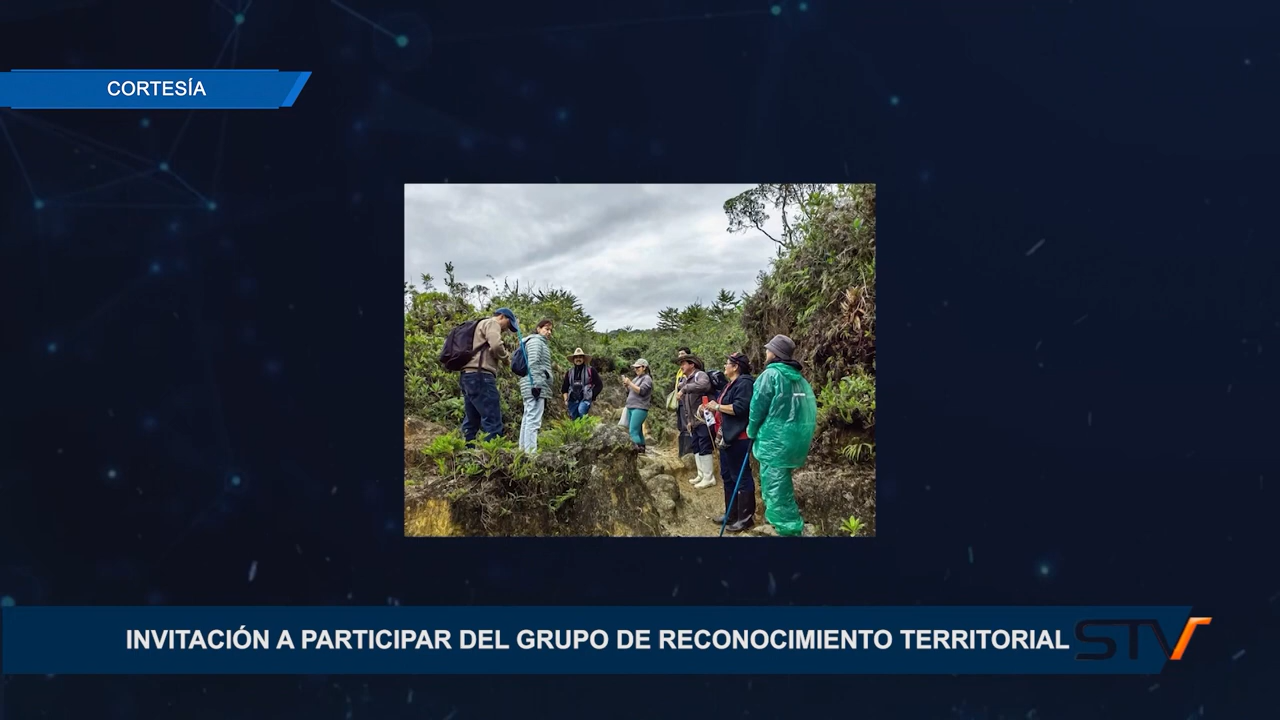 CORTESÍA
INVITACIÓN A PARTICIPAR DEL GRUPO DE RECONOCIMIENTO TERRITORIAL
STV